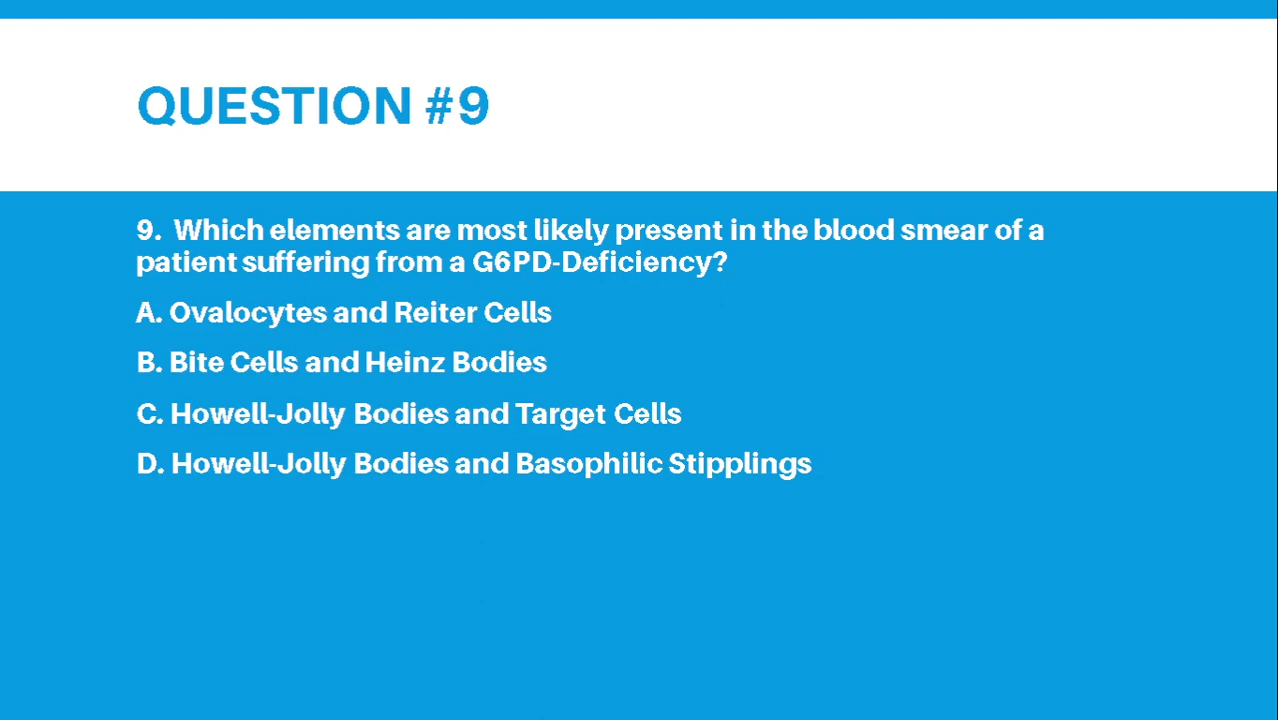 QUESTION #9
9. Which elements are most likely present in the blood smear of a
patient suffering from a G6PD-Deficiency?
A. Ovalocytes and Reiter Cells
B. Bite Cells and Heinz Bodies
C. Howell-Jolly Bodies and Target Cells
D. Howell-Jolly Bodies and Basophilic Stipplings